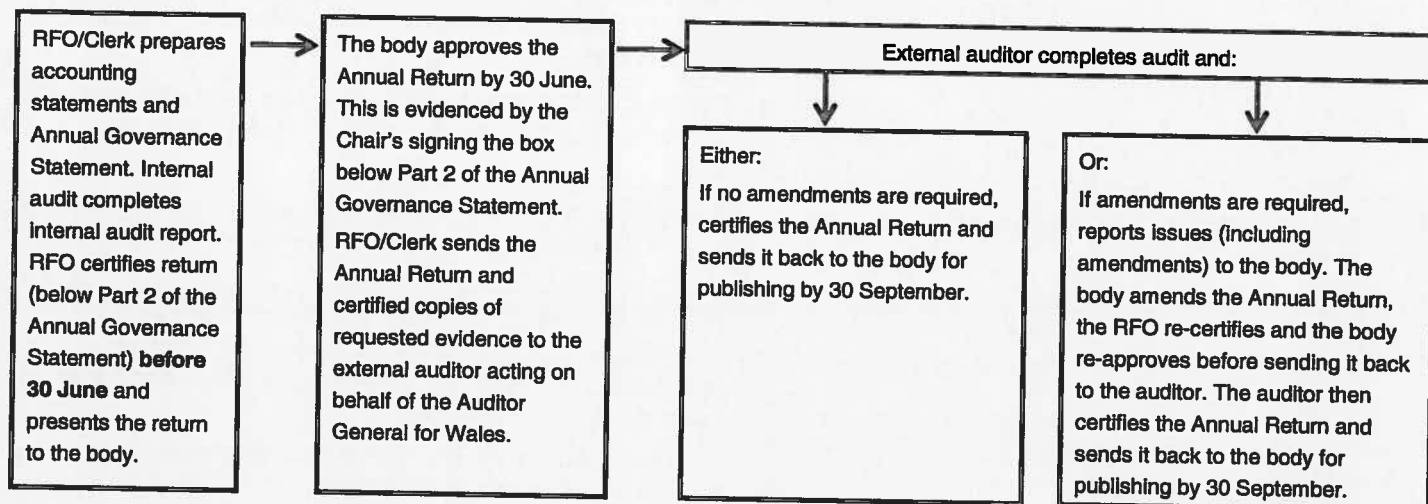 RFO/Clerk prepares
accounting
statements and
Annual Governance
Statement. Internal
audit completes
internal audit report.
RFO certifies return
(below Part 2 of the
Annual Governance
Statement) before
30 June and
presents the return
to the body.
The body approves the
Annual Return by 30 June.
This is evidenced by the
Chair's signing the box
below Part 2 of the Annual
Governance Statement.
RFO/Clerk sends the
Annual Return and
certified copies of
requested evidence to the
external auditor acting on
behalf of the Auditor
General for Wales.
External auditor completes audit and:
Either:
If no amendments are required,
certifies the Annual Return and
sends it back to the body for
publishing by 30 September.
Or:
If amendments are required,
reports issues (including
amendments) to the body. The
body amends the Annual Return,
the RFO re-certifies and the body
re-approves before sending it back
to the auditor. The auditor then
certifies the Annual Return and
sends it back to the body for
publishing by 30 September.